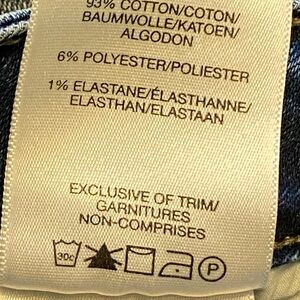 93% COTTON/COTON/
BAUMWOLLE/KATOEN/
ALGODON
6% POLYESTER/POLIESTER
1% ELASTANE/ÉLASTHANNE/
ELASTHAN/ELASTAAN
EXCLUSIVE OF TRIM/
GARNITURES
NON-COMPRISES
30c P